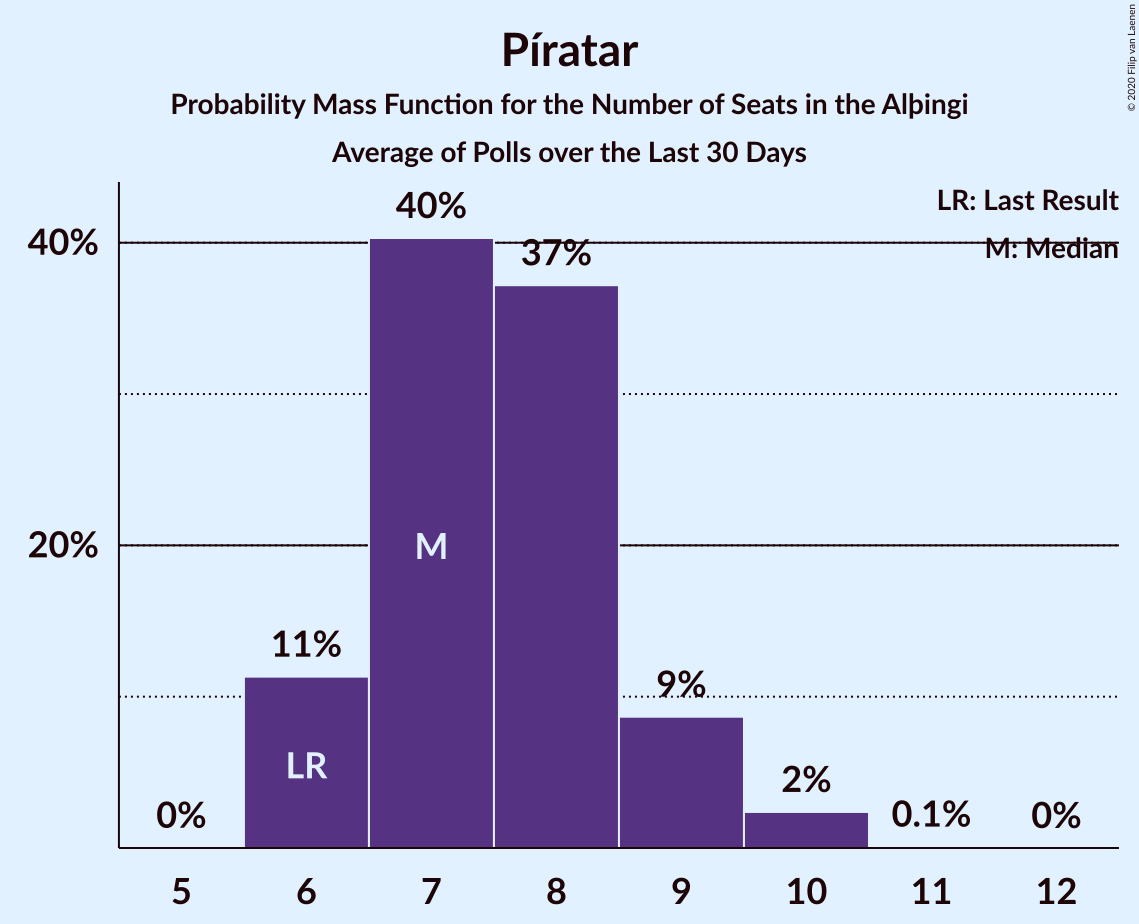 Píratar
Probability Mass Function for the Number of Seats in the Alþingi
Average of Polls over the Last 30 Days
© 2020 Filip van Laenen
LR: Last Result
M: Median
40%
20%
0%
11%
40%
37%
9%
2%
0.1%
0%
LR
M
5 6 7 8 9 10 11 12